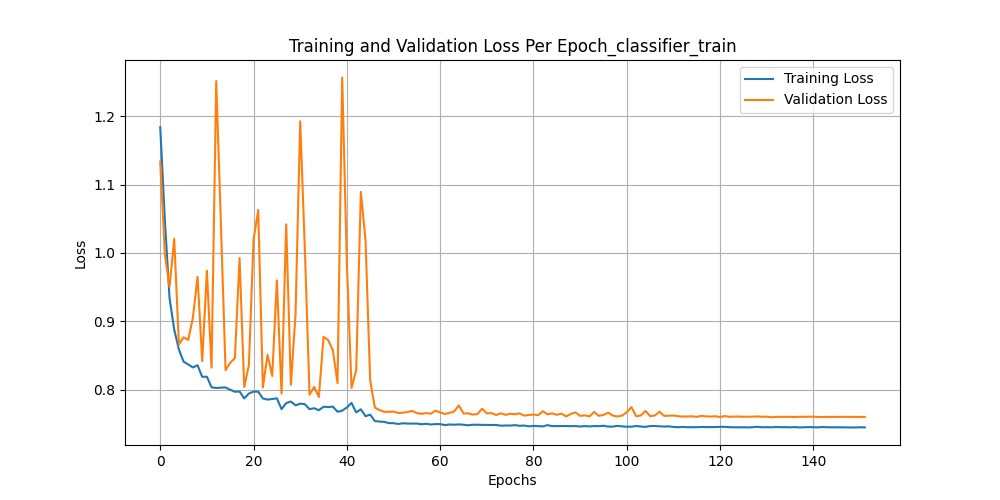 Training and Validation Loss Per Epoch_classifier_train
Training Loss
Validation Loss
1.2
1.1
1.0
0.9
0.8
Loss
0
20
40
60
80
100
120
140
Epochs